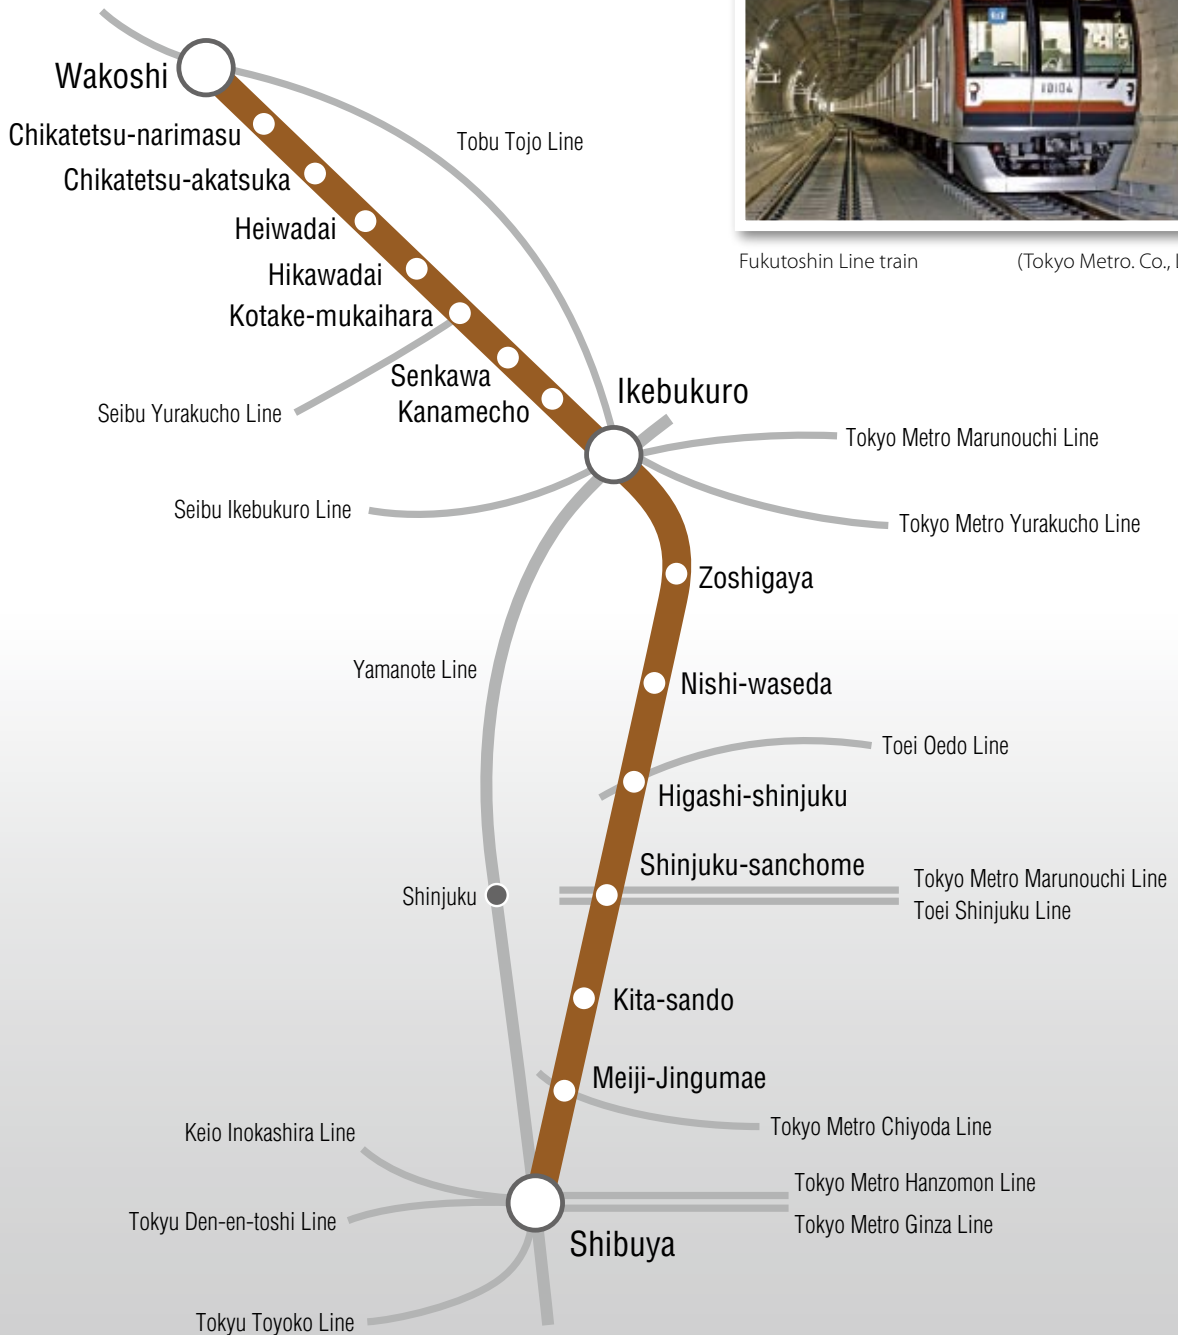 Wakoshi
Chikatetsu-narimasu
Tobu Tojo Line
Chikatetsu-akatsuka
Heiwadai
Hikawadai
Kotake-mukaihara
10104
Fukutoshin Line train (Tokyo Metro. Co.,
Senkawa
Kanamecho
Ikebukuro
Seibu Yurakucho Line
Tokyo Metro Marunouchi Line
Seibu Ikebukuro Line
Tokyo Metro Yurakucho Line
Zoshigaya
Yamanote Line
Nishi-waseda
Toei Oedo Line
Higashi-shinjuku
Shinjuku-sanchome
Tokyo Metro Marunouchi Line
Toei Shinjuku Line
Shinjuku
Kita-sando
Meiji-Jingumae
Tokyo Metro Chiyoda Line
Keio Inokashira Line
Tokyo Metro Hanzomon Line
Tokyu Den-en-toshi Line
Tokyo Metro Ginza Line
Shibuya
Tokyu Toyoko Line